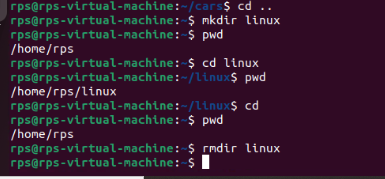 rps@rps-virtual-machine:~/cars$ cd ..
rps@rps-virtual-machine:~$ mkdir linux
rps@rps-virtual-machine:~$ pwd
/home/rps
rps@rps-virtual-machine:~$ cd linux
rps@rps-virtual-machine:~/linux$ pwd
/home/rps/linux
rps@rps-virtual-machine:~/linux$ cd
rps@rps-virtual-machine:~$ pwd
/home/rps
rps@rps-virtual-machine:~$ rmdir linux
rps@rps-virtual-machine:~$